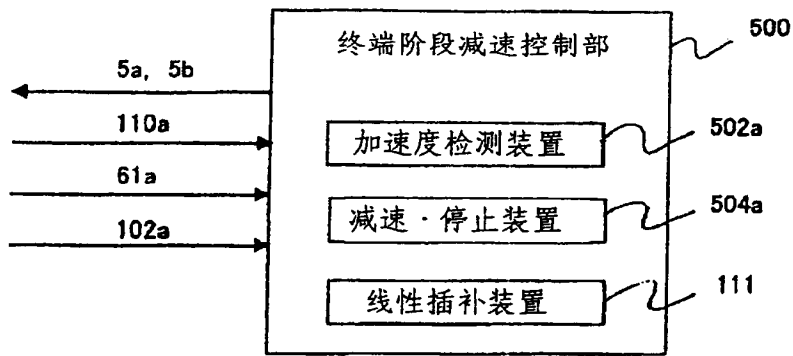 终端阶段减速控制部
500
5a, 5b
110a
加速度检测装置
502a
61a
减速·停止装置
504a
102a
线性插补装置
111